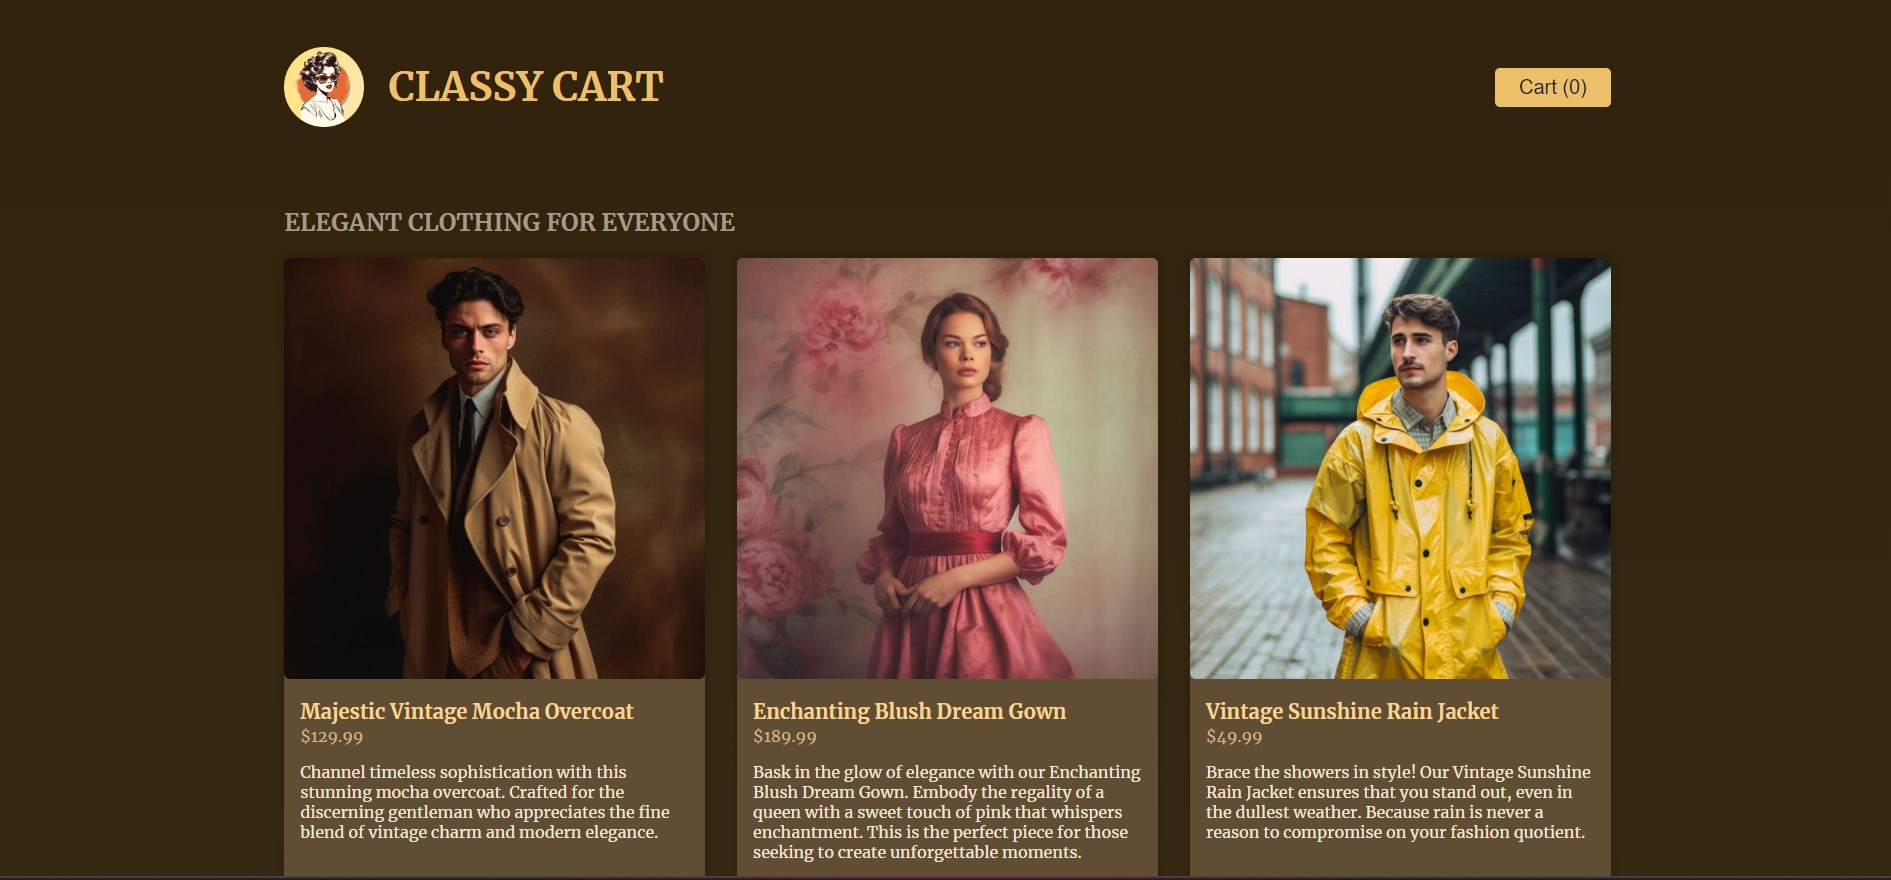 CLASSY CART
Cart (0)
ELEGANT CLOTHING FOR EVERYONE
Majestic Vintage Mocha Overcoat
$129.99
Channel timeless sophistication with this
stunning mocha overcoat. Crafted for the
discerning gentleman who appreciates the fine
blend of vintage charm and modern elegance.
Enchanting Blush Dream Gown
$189.99
Bask in the glow of elegance with our Enchanting
Blush Dream Gown. Embody the regality of a
queen with a sweet touch of pink that whispers
enchantment. This is the perfect piece for those
seeking to create unforgettable moments.
Vintage Sunshine Rain Jacket
$49.99
Brace the showers in style! Our Vintage Sunshine
Rain Jacket ensures that you stand out, even in
the dullest weather. Because rain is never a
reason to compromise on your fashion quotient.